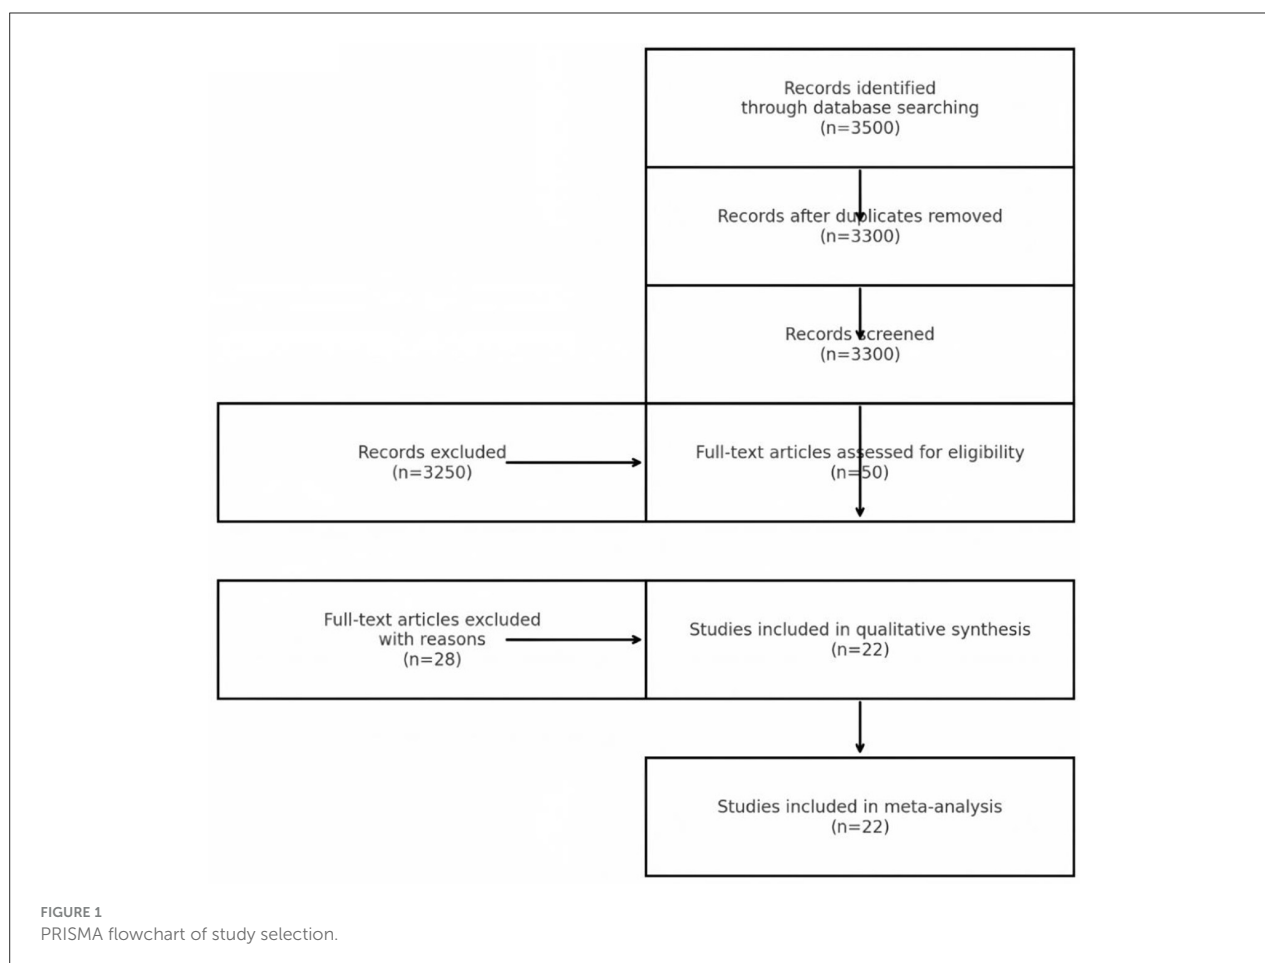 Records identified
through database searching
(n=3500)
Records after duplicates removed
(n=3300)
Records screened
(n=3300)
Records excluded
(n=3250)
Full-text articles assessed for eligibility
(n=50)
Full-text articles excluded
with reasons
(n=28)
Studies included in qualitative synthesis
(n=22)
Studies included in meta-analysis
(n=22)
FIGURE 1
PRISMA flowchart of study selection.